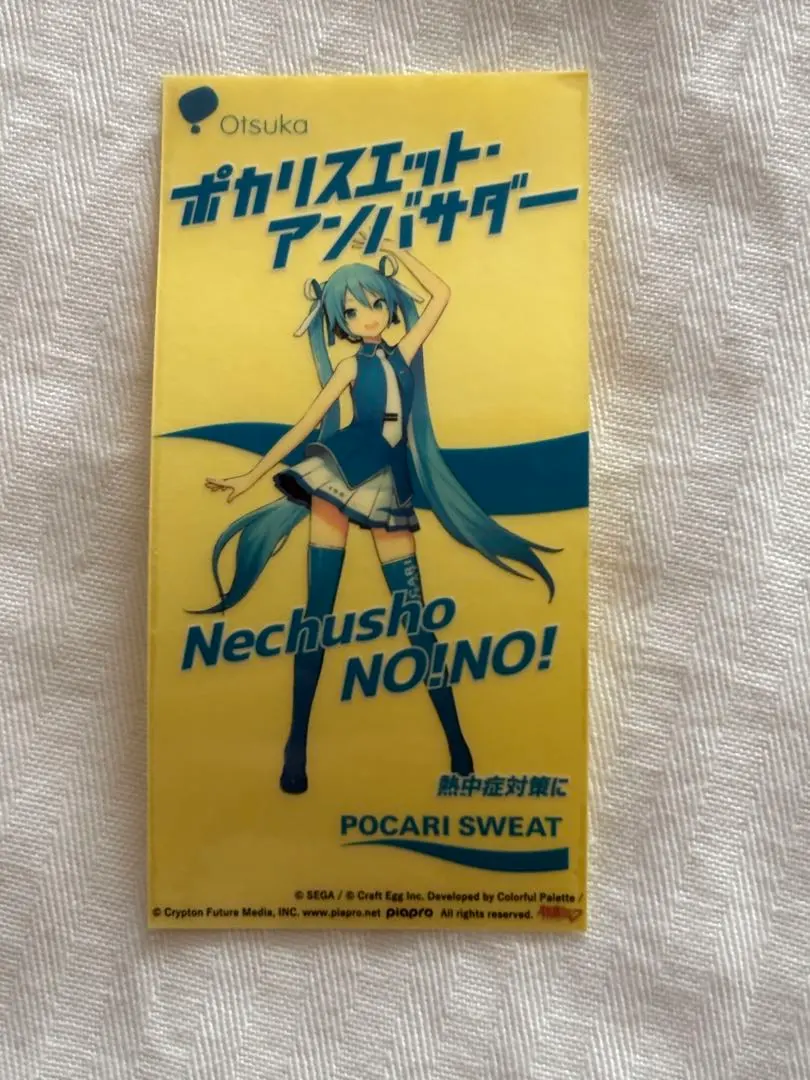 Otsuka
ポカリスエット・
アンバサダー
CARI
Nechusho
NO!NO!
熱中症対策に
POCARI SWEAT
© SEGA / © Craft Egg Inc. Developed by Colorful Palette /
© Crypton Future Media, INC. www.piapro.net piapro All rights reserved.